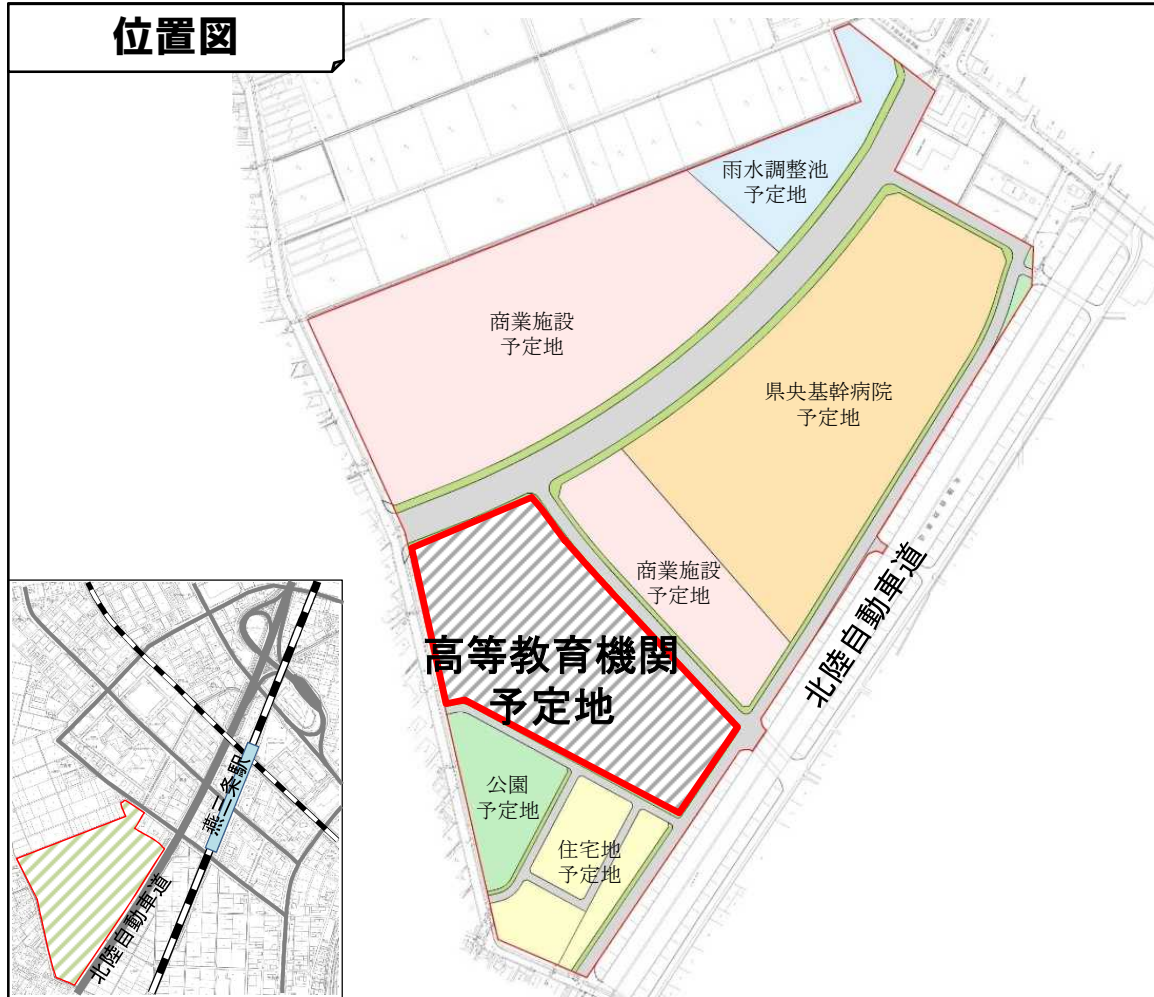 位置図
雨水調整池
予定地
商業施設
予定地
県央基幹病院
予定地
商業施設
予定地
北陸自動車道
高等教育機関
予定地
公園
予定地
住宅地
予定地
燕三条駅
北陸自動車道